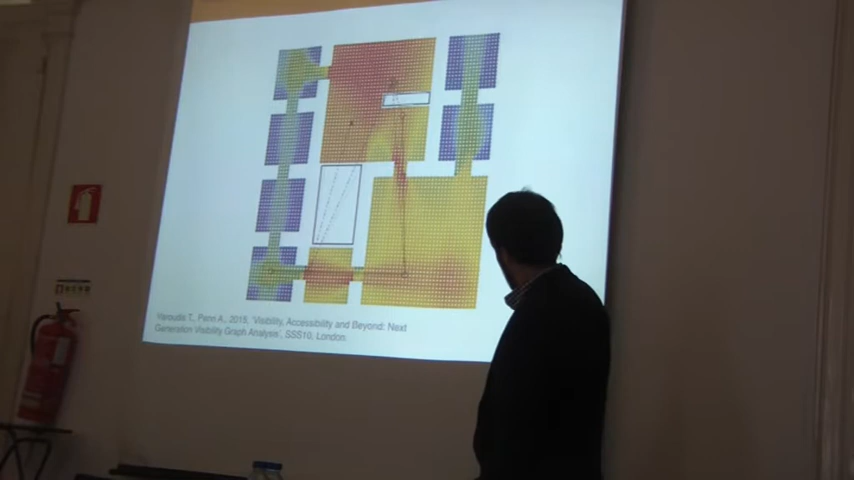 Varoudis T., Penn A., 2015, 'Visibility, Accessibility and Beyond: Next
Generation Visibility Graph Analysis', SSS10, London.